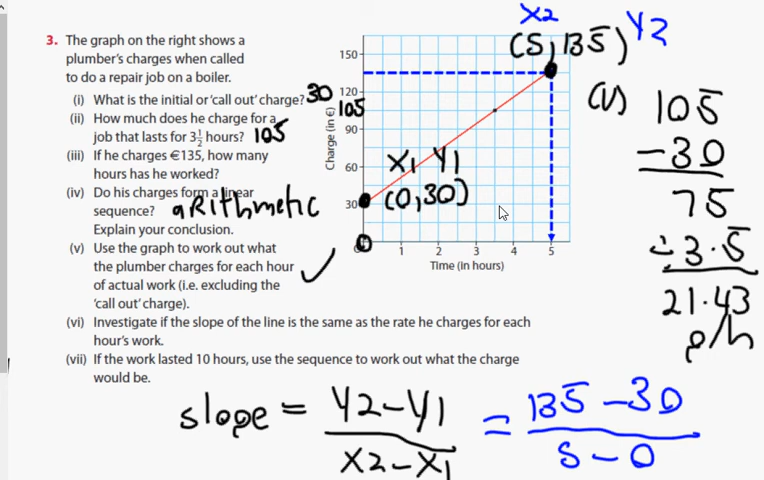 3. The graph on the right shows a
plumber's charges when called
to do a repair job on a boiler.
(i) What is the initial or 'call out' charge? 30
(ii) How much does he charge for a
job that lasts for 3½ hours? 105
(iii) If he charges €135, how many
hours has he worked?
(iv) Do his charges form a linear
sequence? aRithmetic
Explain your conclusion.
(v) Use the graph to work out what
the plumber charges for each hour
of actual work (i.e. excluding the
'call out' charge).
(vi) Investigate if the slope of the line is the same as the rate he charges for each
hour's work.
(vii) If the work lasted 10 hours, use the sequence to work out what the charge
would be.
X2
(5,135) Y2
150
120
105
90
60
30
Charge (in €)
X1 Y1
(0,30)
0
1 2 3 4 5
Time (in hours)
(V) 105
-30
75
÷3.5
21.43
p/h
slope = Y2-Y1 = 135-30
X2-X1 5-0